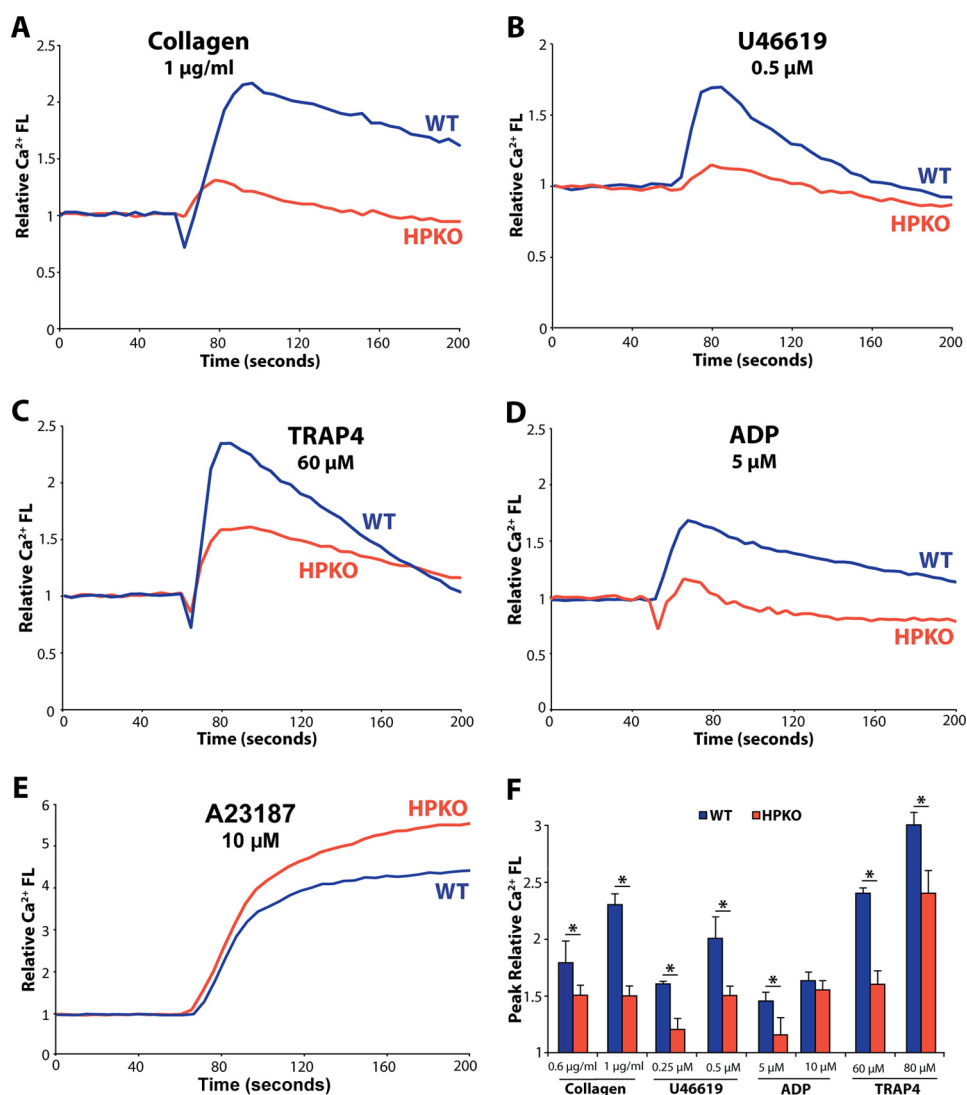 A
Collagen
1 µg/ml
Relative Ca²⁺ FL
2.5
2
1.5
1
0.5
0
WT
HPKO
0 40 80 120 160 200
Time (seconds)
B
U46619
0.5 µM
Relative Ca²⁺ FL
2
1.5
1
0.5
0
WT
HPKO
0 40 80 120 160 200
Time (seconds)
C
TRAP4
60 µM
Relative Ca²⁺ FL
2.5
2
1.5
1
0.5
0
WT
HPKO
0 40 80 120 160 200
Time (seconds)
D
ADP
5 µM
Relative Ca²⁺ FL
2.5
2
1.5
1
0.5
0
WT
HPKO
0 40 80 120 160 200
Time (seconds)
E
A23187
10 µM
Relative Ca²⁺ FL
6
5
4
3
2
1
0
HPKO
WT
0 40 80 120 160 200
Time (seconds)
F
WT HPKO
Peak Relative Ca²⁺ FL
3
2.5
2
1.5
1
* * * * * * *
0.6 µg/ml 1 µg/ml 0.25 µM 0.5 µM 5 µM 10 µM 60 µM 80 µM
Collagen U46619 ADP TRAP4